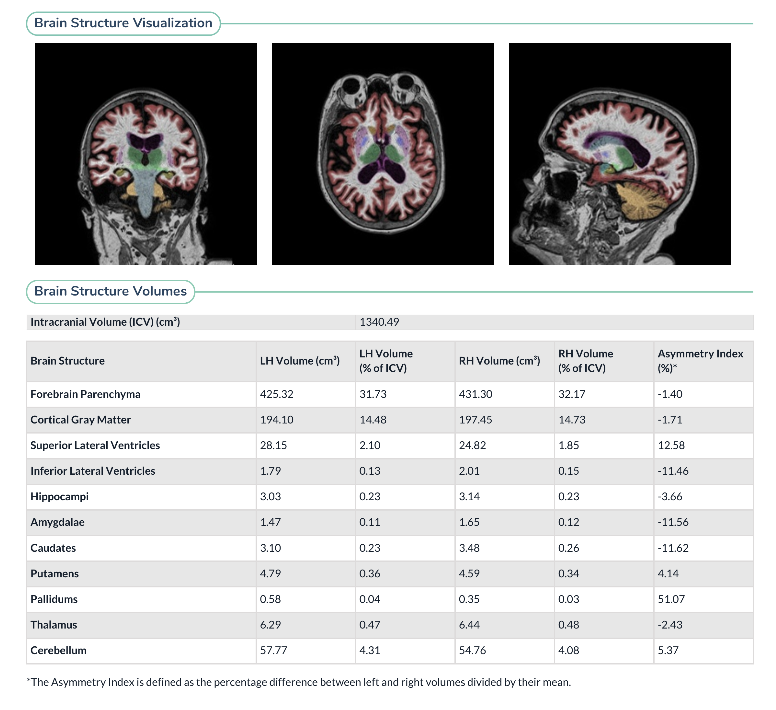 Brain Structure Visualization
Brain Structure Volumes
Intracranial Volume (ICV) (cm³) 1340.49
Brain Structure LH Volume (cm³) LH Volume (% of ICV) RH Volume (cm³) RH Volume (% of ICV) Asymmetry Index (%)*
Forebrain Parenchyma 425.32 31.73 431.30 32.17 -1.40
Cortical Gray Matter 194.10 14.48 197.45 14.73 -1.71
Superior Lateral Ventricles 28.15 2.10 24.82 1.85 12.58
Inferior Lateral Ventricles 1.79 0.13 2.01 0.15 -11.46
Hippocampi 3.03 0.23 3.14 0.23 -3.66
Amygdalae 1.47 0.11 1.65 0.12 -11.56
Caudates 3.10 0.23 3.48 0.26 -11.62
Putamens 4.79 0.36 4.59 0.34 4.14
Pallidums 0.58 0.04 0.35 0.03 51.07
Thalamus 6.29 0.47 6.44 0.48 -2.43
Cerebellum 57.77 4.31 54.76 4.08 5.37
*The Asymmetry Index is defined as the percentage difference between left and right volumes divided by their mean.